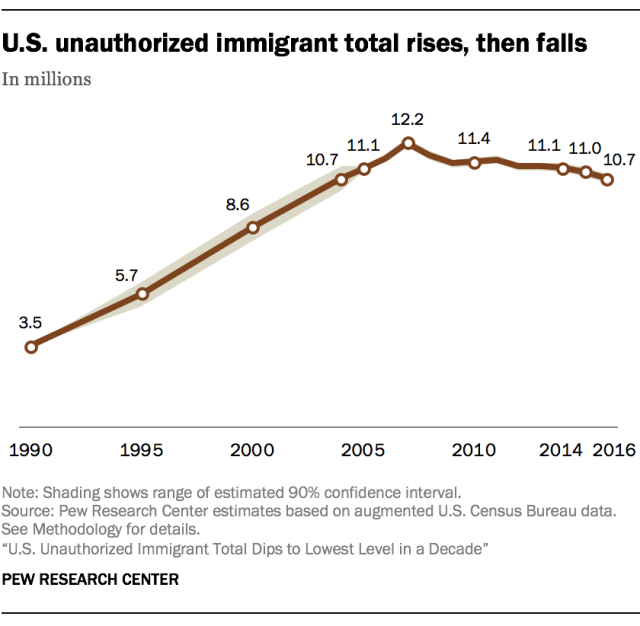 U.S. unauthorized immigrant total rises, then falls
In millions
12.2
11.1
11.4
11.1 11.0
10.7
10.7
8.6
5.7
3.5
1990 1995 2000 2005 2010 2014 2016
Note: Shading shows range of estimated 90% confidence interval.
Source: Pew Research Center estimates based on augmented U.S. Census Bureau data.
See Methodology for details.
“U.S. Unauthorized Immigrant Total Dips to Lowest Level in a Decade”
PEW RESEARCH CENTER